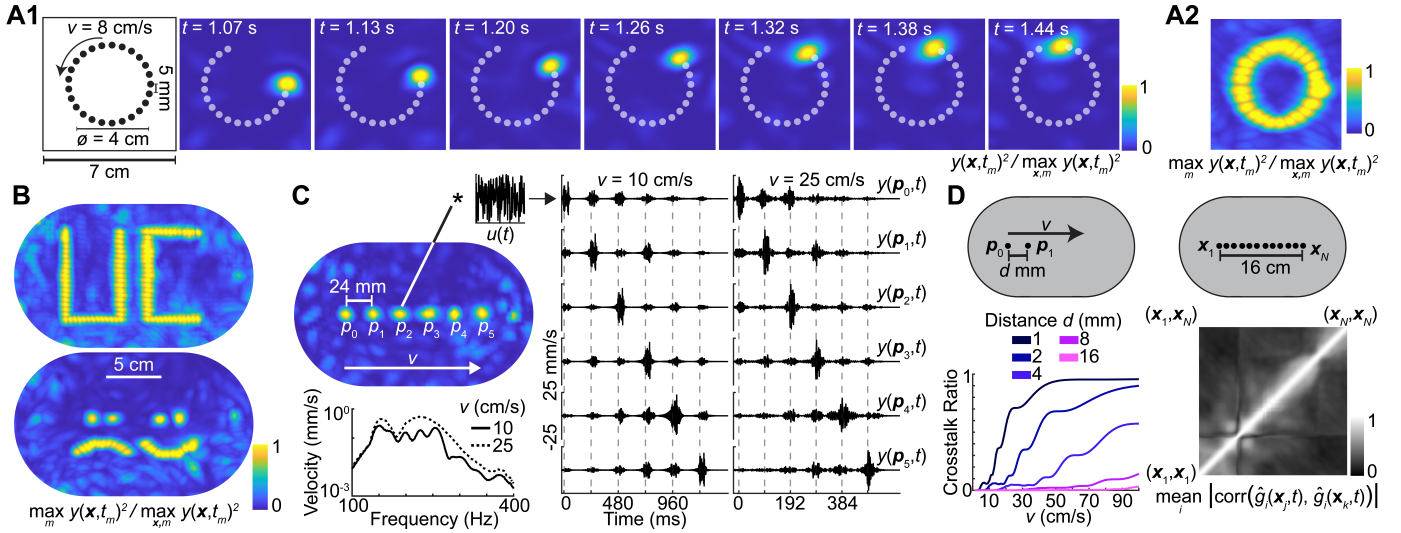 A1
v = 8 cm/s
5 mm
ø = 4 cm
7 cm
t = 1.07 s
t = 1.13 s
t = 1.20 s
t = 1.26 s
t = 1.32 s
t = 1.38 s
t = 1.44 s
1
0
y(x,tm)² / max x,m y(x,tm)²
A2
1
0
max m y(x,tm)² / max x,m y(x,tm)²
B
5 cm
1
0
max m y(x,tm)² / max x,m y(x,tm)²
C
*
u(t)
24 mm
p0 p1 p2 p3 p4 p5
v
Velocity (mm/s)
10⁰
10⁻³
v (cm/s)
10
25
100 400
Frequency (Hz)
v = 10 cm/s
v = 25 cm/s
y(p0,t)
y(p1,t)
y(p2,t)
y(p3,t)
y(p4,t)
y(p5,t)
-25 25 mm/s
0 480 960
0 192 384
Time (ms)
D
v
p0 p1
d mm
x1 xN
16 cm
Distance d (mm)
1
2
4
8
16
Crosstalk Ratio
1
0
10 30 60 90
v (cm/s)
(x1,xN)
(xN,xN)
(x1,x1)
1
0
mean i |corr(ĝi(xj,t), ĝi(xk,t))|